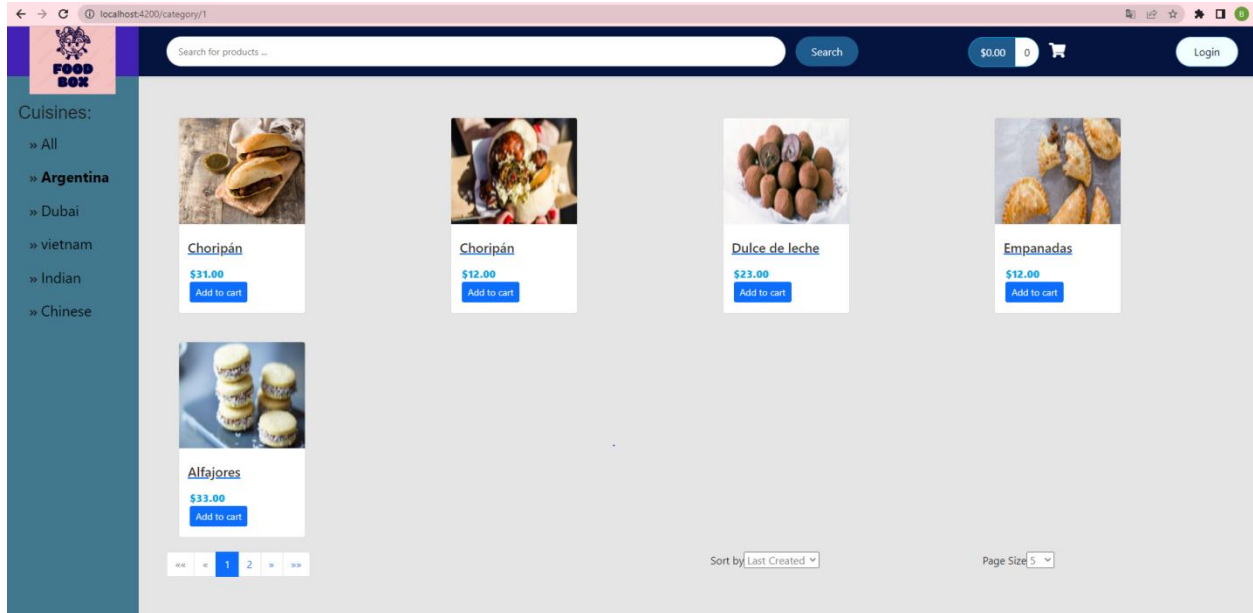 localhost:4200/category/1
B
FOOD
BOX
Search for products ...
Search
$0.00 0
Login
Cuisines:
» All
» Argentina
» Dubai
» vietnam
» Indian
» Chinese
Choripán
$31.00
Add to cart
Choripán
$12.00
Add to cart
Dulce de leche
$23.00
Add to cart
Empanadas
$12.00
Add to cart
Alfajores
$33.00
Add to cart
«« « 1 2 » »»
Sort by Last Created
Page Size 5